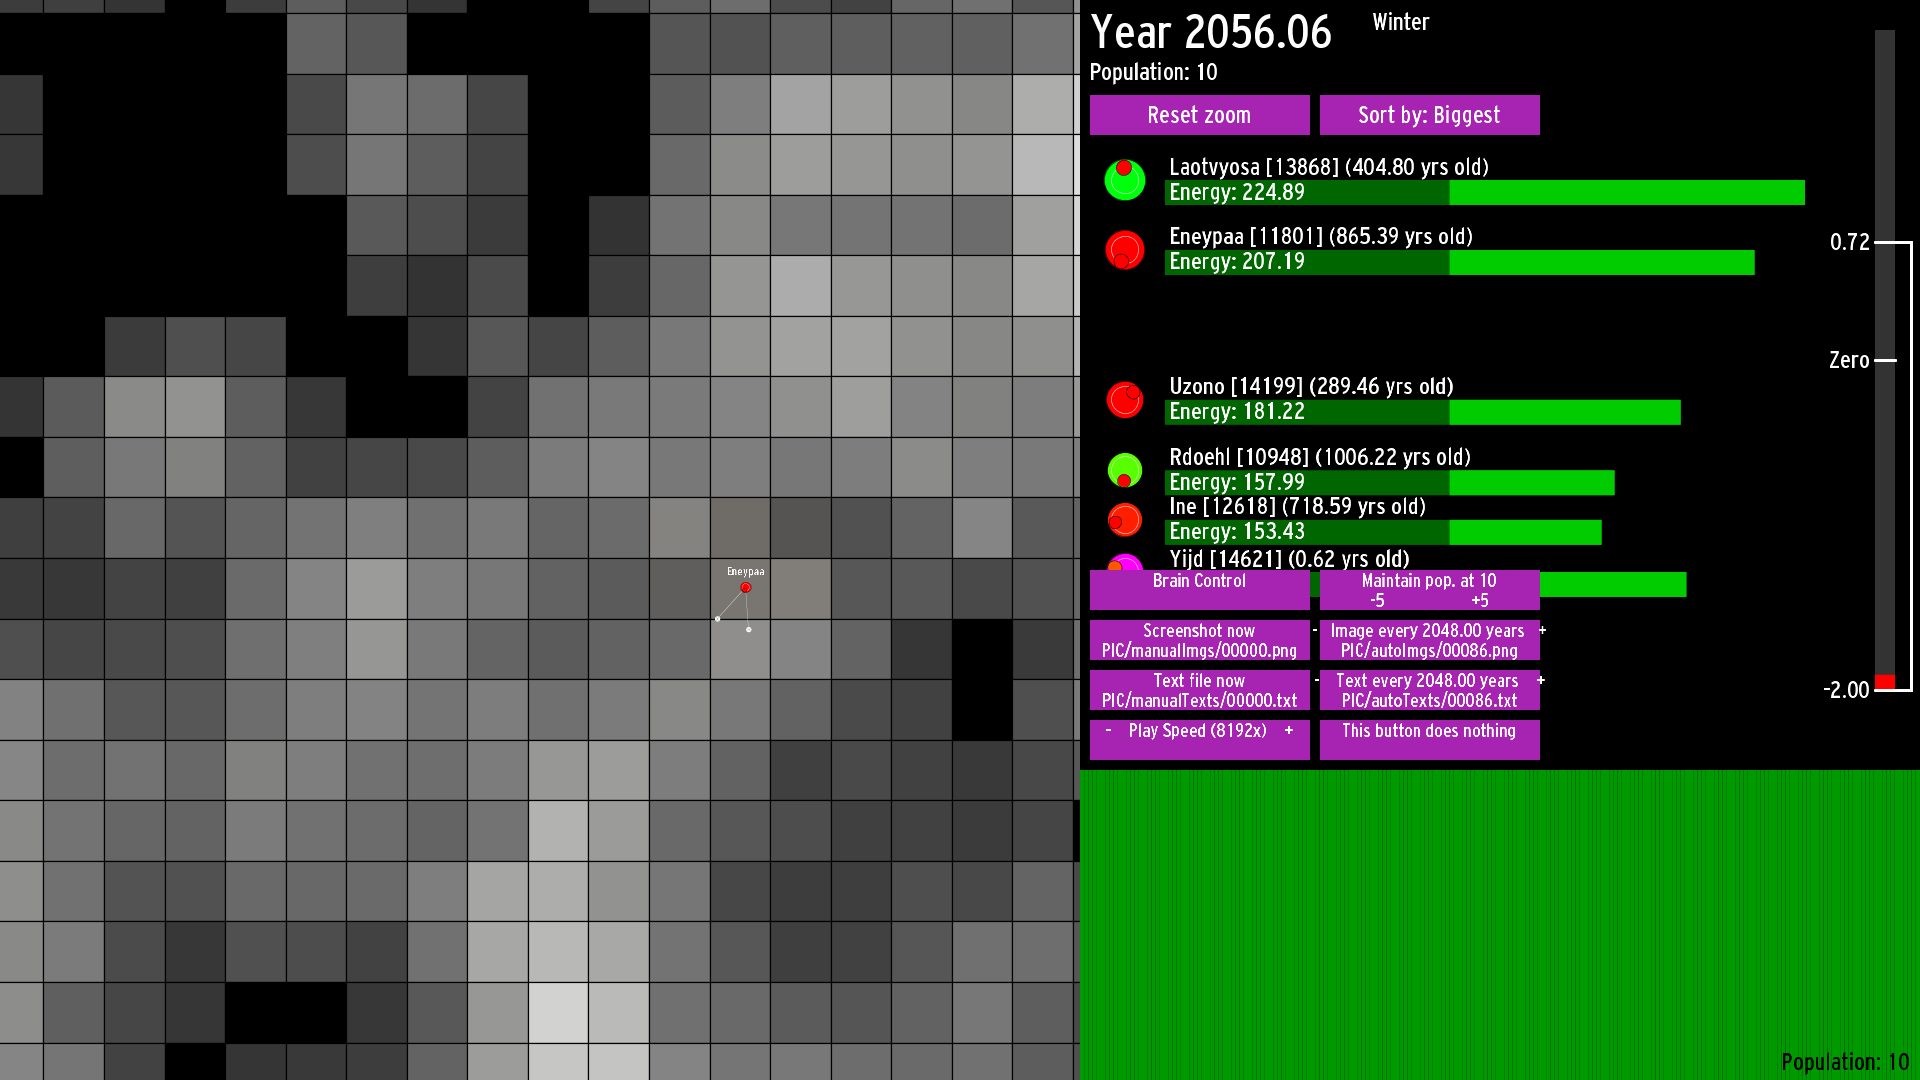 Year 2056.06
Winter
Population: 10
Reset zoom
Sort by: Biggest
Laotvyosa [13868] (404.80 yrs old)
Energy: 224.89
Eneypaa [11801] (865.39 yrs old)
Energy: 207.19
0.72
Zero
Uzono [14199] (289.46 yrs old)
Energy: 181.22
Rdoehl [10948] (1006.22 yrs old)
Energy: 157.99
Ine [12618] (718.59 yrs old)
Energy: 153.43
Yijd [14621] (0.62 yrs old)
Eneypaa
Brain Control
Maintain pop. at 10
-5 +5
Screenshot now
PIC/manualImgs/00000.png
- Image every 2048.00 years +
PIC/autoImgs/00086.png
Text file now
PIC/manualTexts/00000.txt
- Text every 2048.00 years +
PIC/autoTexts/00086.txt
-2.00
- Play Speed (8192x) +
This button does nothing
Population: 10